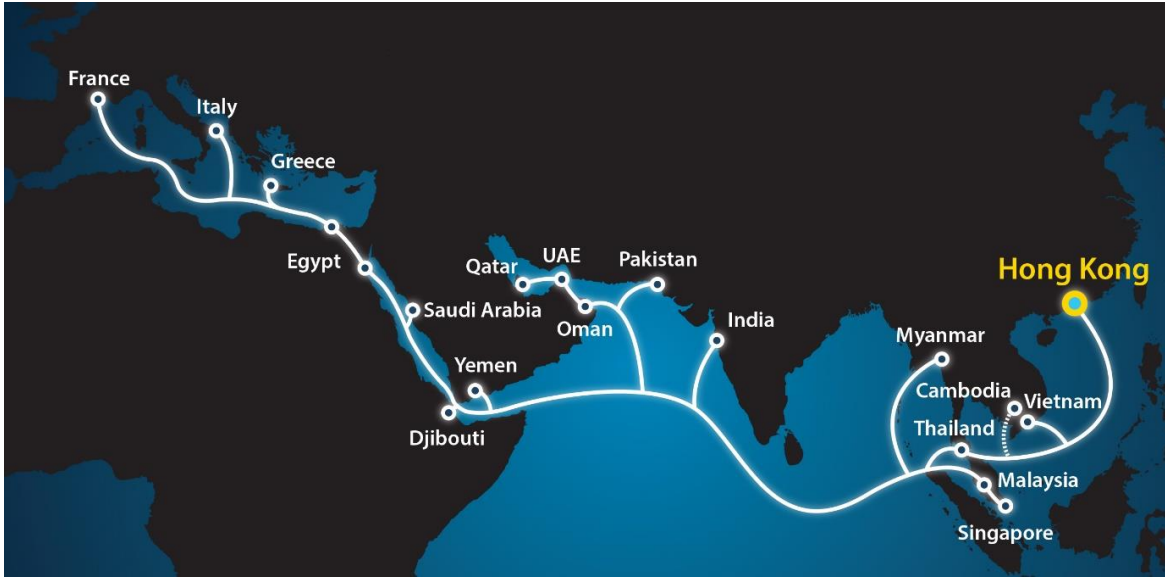 France
Italy
Greece
Egypt
Saudi Arabia
Yemen
Djibouti
Qatar
UAE
Oman
Pakistan
India
Hong Kong
Myanmar
Cambodia
Vietnam
Thailand
Malaysia
Singapore